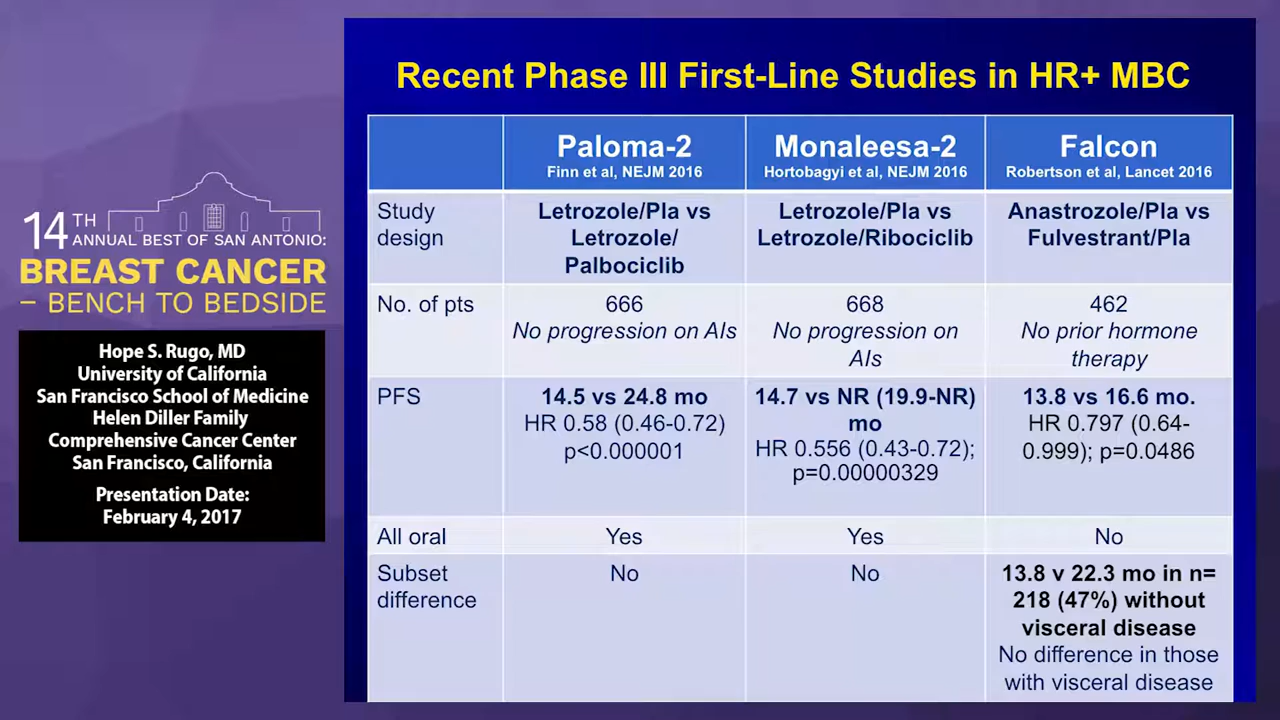 14TH
ANNUAL BEST OF SAN ANTONIO:
BREAST CANCER
– BENCH TO BEDSIDE
Hope S. Rugo, MD
University of California
San Francisco School of Medicine
Helen Diller Family
Comprehensive Cancer Center
San Francisco, California
Presentation Date:
February 4, 2017
Recent Phase III First-Line Studies in HR+ MBC
Paloma-2
Finn et al, NEJM 2016
Monaleesa-2
Hortobagyi et al, NEJM 2016
Falcon
Robertson et al, Lancet 2016
Study
design
Letrozole/Pla vs
Letrozole/
Palbociclib
Letrozole/Pla vs
Letrozole/Ribociclib
Anastrozole/Pla vs
Fulvestrant/Pla
No. of pts
666
No progression on AIs
668
No progression on
AIs
462
No prior hormone
therapy
PFS
14.5 vs 24.8 mo
HR 0.58 (0.46-0.72)
p<0.000001
14.7 vs NR (19.9-NR)
mo
HR 0.556 (0.43-0.72);
p=0.00000329
13.8 vs 16.6 mo.
HR 0.797 (0.64-
0.999); p=0.0486
All oral
Yes
Yes
No
Subset
difference
No
No
13.8 v 22.3 mo in n=
218 (47%) without
visceral disease
No difference in those
with visceral disease